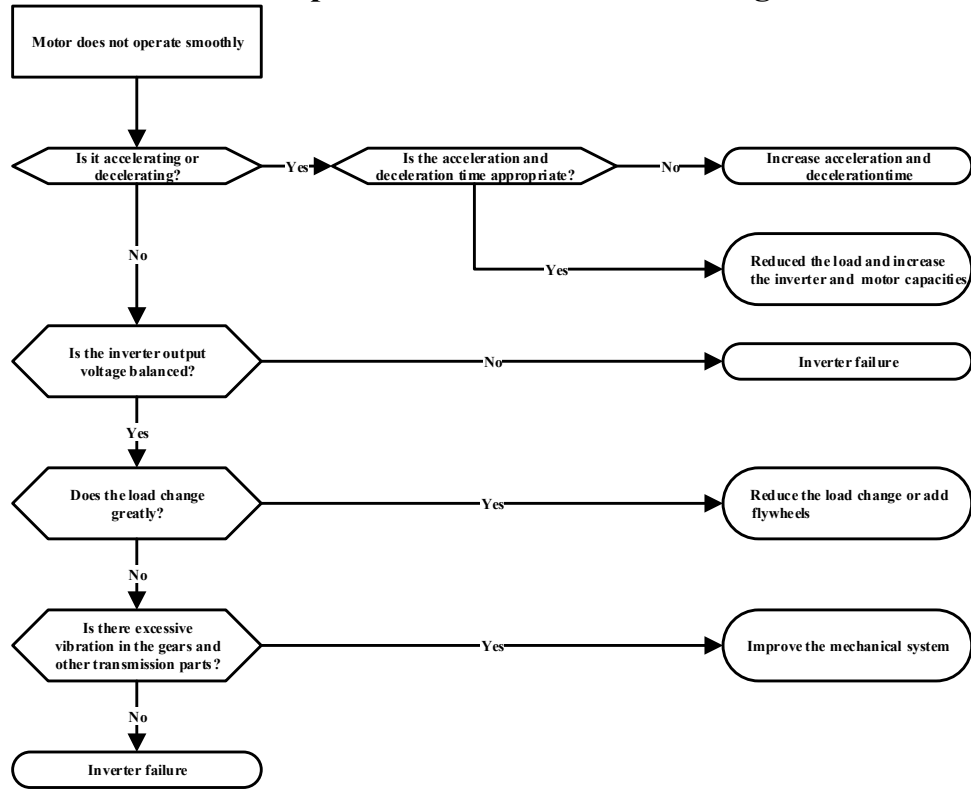 Motor does not operate smoothly
Is it accelerating or
decelerating?
Yes
Is the acceleration and
deceleration time appropriate?
No
Increase acceleration and
decelerationtime
No
Yes
Reduced the load and increase
the inverter and motor capacities
Is the inverter output
voltage balanced?
No
Inverter failure
Yes
Does the load change
greatly?
Yes
Reduce the load change or add
flywheels
No
Is there excessive
vibration in the gears and
other transmission parts?
Yes
Improve the mechanical system
No
Inverter failure